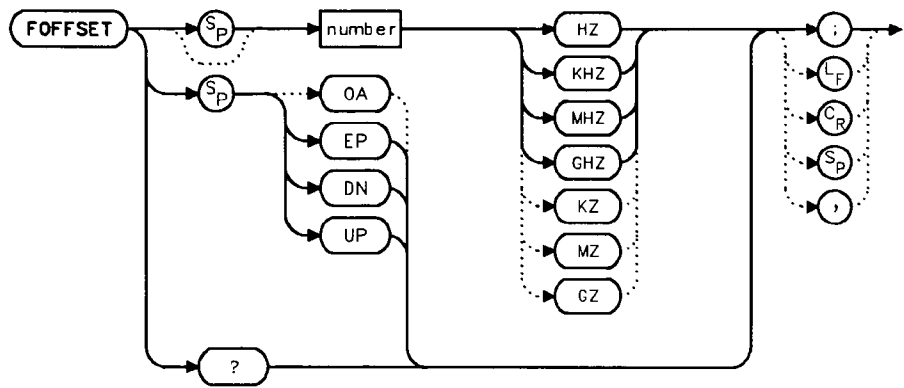 FOFFSET SP number HZ ;
KHZ LF
MHZ CR
GHZ SP
KZ ,
MZ
GZ
SP OA
EP
DN
UP
?